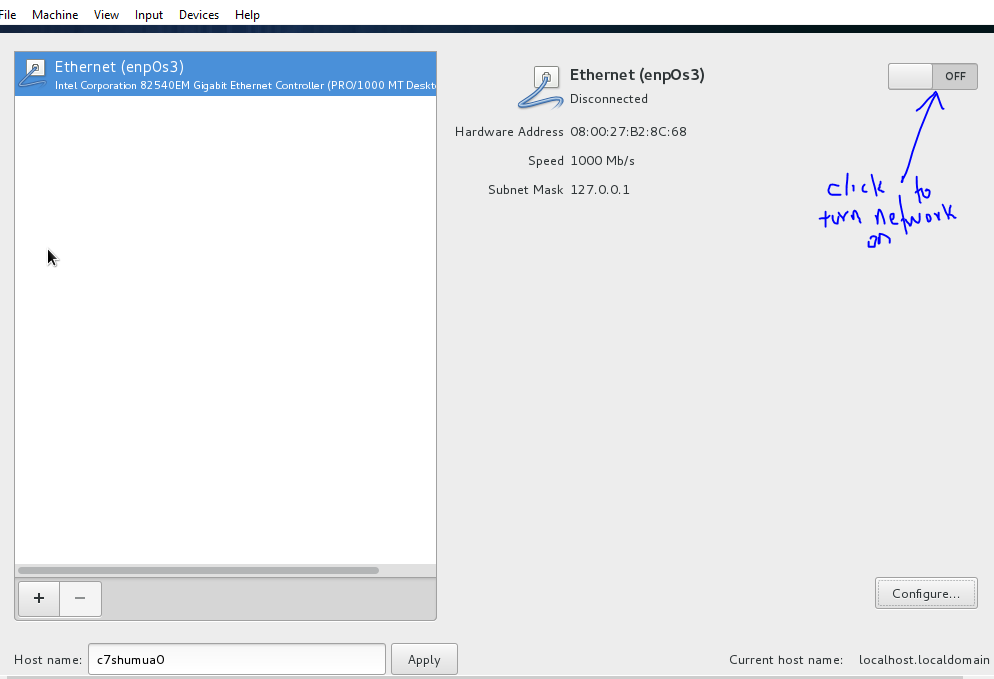 File Machine View Input Devices Help
Ethernet (enp0s3)
Intel Corporation 82540EM Gigabit Ethernet Controller (PRO/1000 MT Deskt
Ethernet (enp0s3)
Disconnected
OFF
Hardware Address 08:00:27:B2:8C:68
Speed 1000 Mb/s
Subnet Mask 127.0.0.1
click to
turn network
on
+ −
Configure...
Host name: c7shumua0 Apply
Current host name: localhost.localdomain